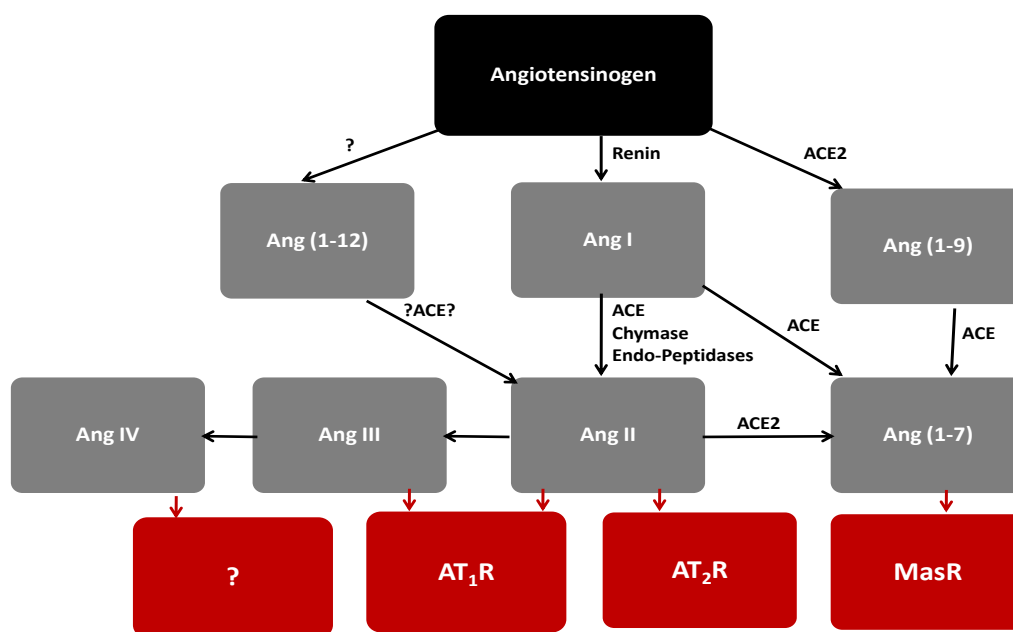 Angiotensinogen
?
Renin
ACE2
Ang (1-12)
Ang I
Ang (1-9)
?ACE?
ACE
Chymase
Endo-Peptidases
ACE
ACE
Ang IV
Ang III
Ang II
ACE2
Ang (1-7)
?
AT₁R
AT₂R
MasR